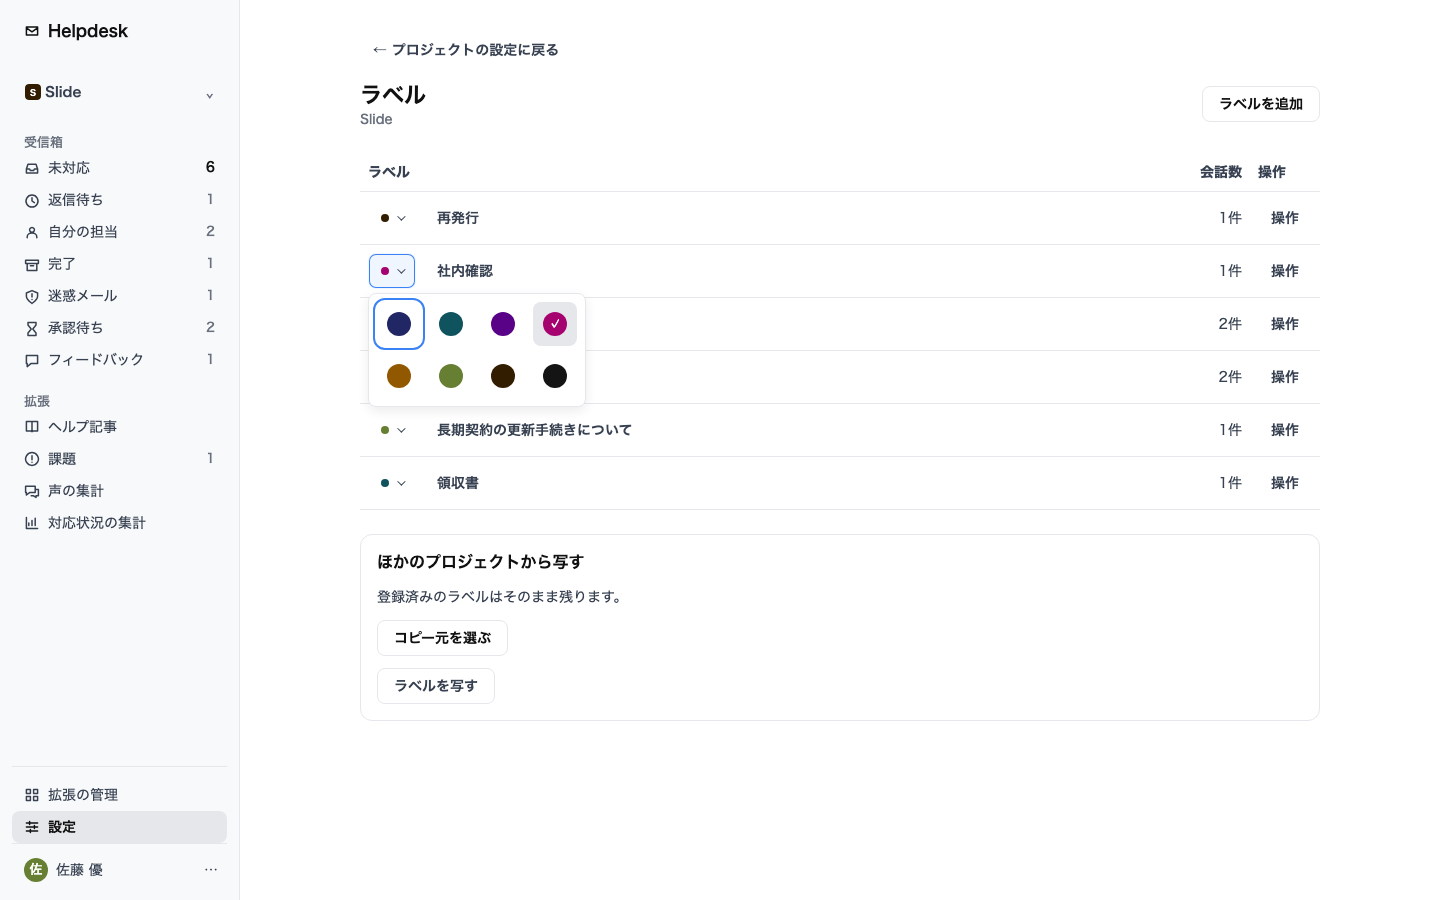 Helpdesk
S Slide
受信箱
未対応 6
返信待ち 1
自分の担当 2
完了 1
迷惑メール 1
承認待ち 2
フィードバック 1
拡張
ヘルプ記事
課題 1
声の集計
対応状況の集計
拡張の管理
設定
佐 佐藤 優 …
← プロジェクトの設定に戻る
ラベル
Slide
ラベルを追加
ラベル 会話数 操作
再発行 1件 操作
社内確認 1件 操作
2件 操作
2件 操作
長期契約の更新手続きについて 1件 操作
領収書 1件 操作
ほかのプロジェクトから写す
登録済みのラベルはそのまま残ります。
コピー元を選ぶ
ラベルを写す